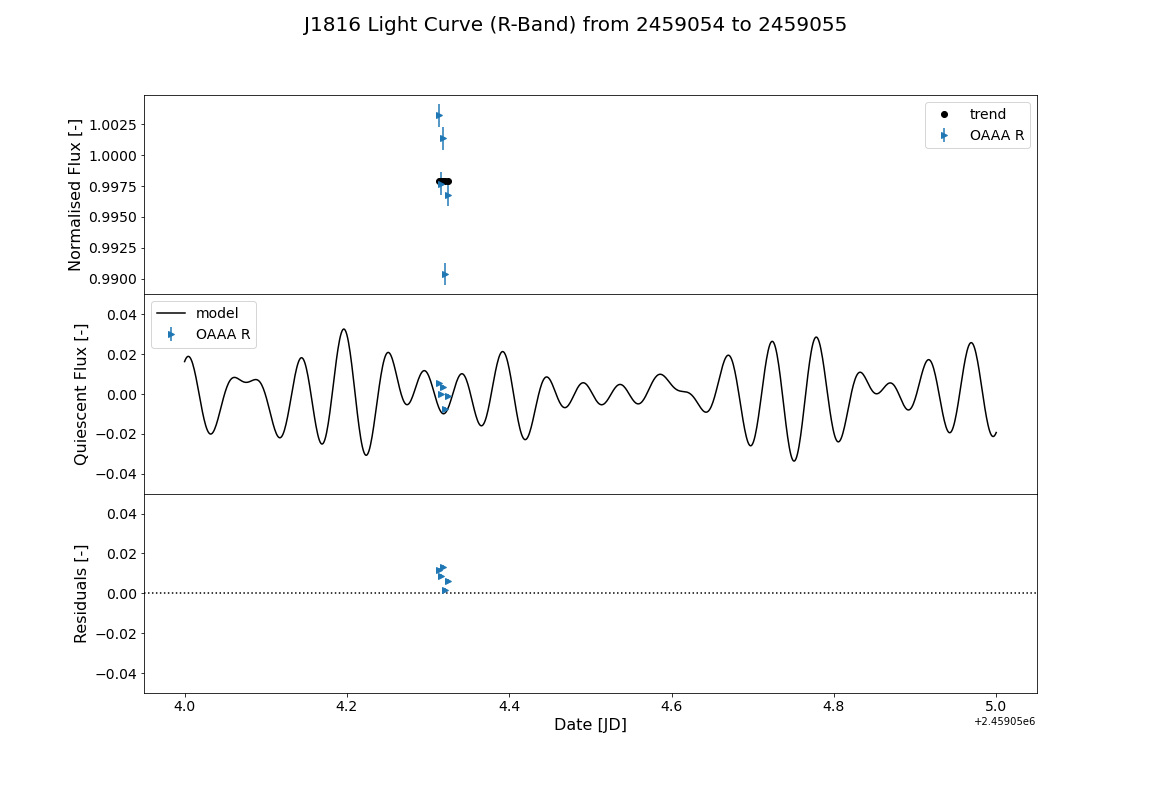 J1816 Light Curve (R-Band) from 2459054 to 2459055
Normalised Flux [-]
1.0025
1.0000
0.9975
0.9950
0.9925
0.9900
trend
OAAA R
Quiescent Flux [-]
0.04
0.02
0.00
−0.02
−0.04
model
OAAA R
Residuals [-]
0.04
0.02
0.00
−0.02
−0.04
4.0 4.2 4.4 4.6 4.8 5.0
+2.45905e6
Date [JD]